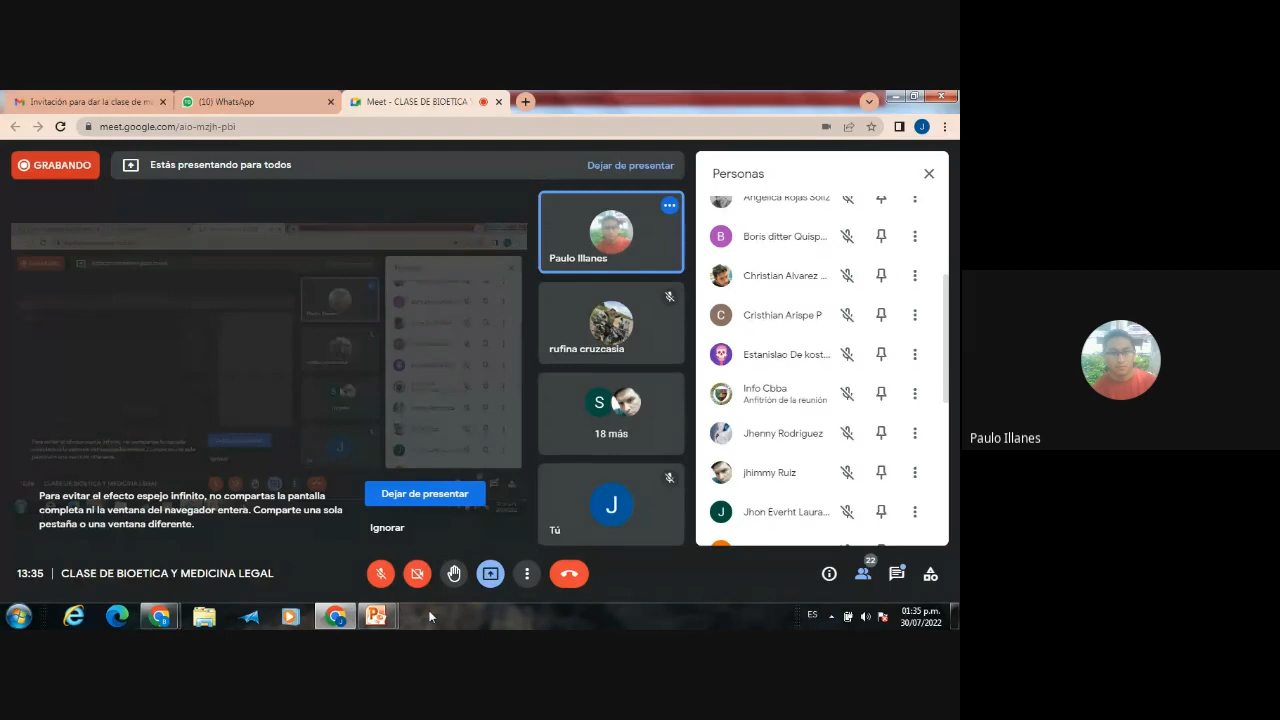 Invitación para dar la clase de m
(10) WhatsApp
Meet - CLASE DE BIOETICA Y
meet.google.com/aio-mzjh-pbi
GRABANDO
Estás presentando para todos
Dejar de presentar
Personas
Angelica Rojas Soliz
Boris ditter Quisp...
Christian Alvarez ...
Cristhian Arispe P
Estanislao De kost...
Info Cbba
Anfitrión de la reunión
Jhenny Rodríguez
jhimmy Ruiz
Jhon Everht Laura...
Paulo Illanes
rufina cruzcasia
S
18 más
J
Tú
Para evitar el efecto espejo infinito, no compartas la pantalla
completa ni la ventana del navegador entera. Comparte una sola
pestaña o una ventana diferente.
Dejar de presentar
Ignorar
13:35 | CLASE DE BIOETICA Y MEDICINA LEGAL
22
ES
01:35 p.m.
30/07/2022
Paulo Illanes